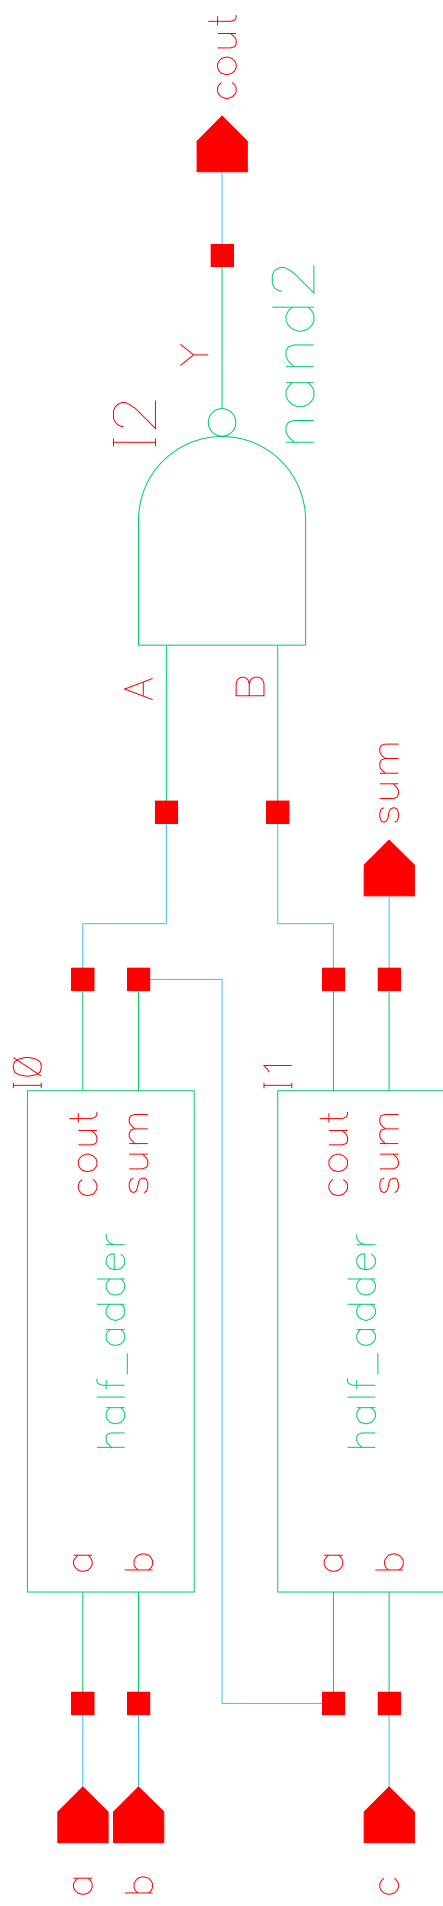 a
b
c
a
b
half_adder
cout
sum
I0
a
b
half_adder
cout
sum
I1
sum
A
B
I2
nand2
Y
cout